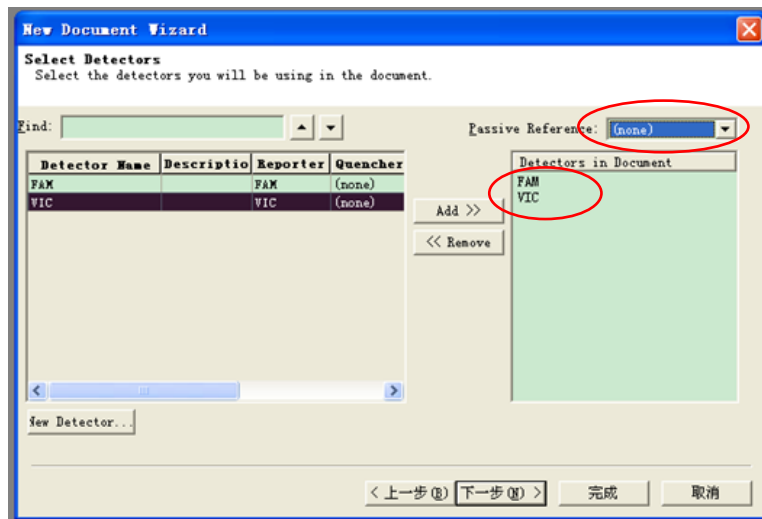 New Document Wizard
Select Detectors
Select the detectors you will be using in the document.
Find:
Passive Reference: (none)
Detector Name Descriptio Reporter Quencher
FAM FAM (none)
VIC VIC (none)
Add >>
<< Remove
Detectors in Document
FAM
VIC
New Detector...
< 上一步(B) 下一步(N) > 完成 取消